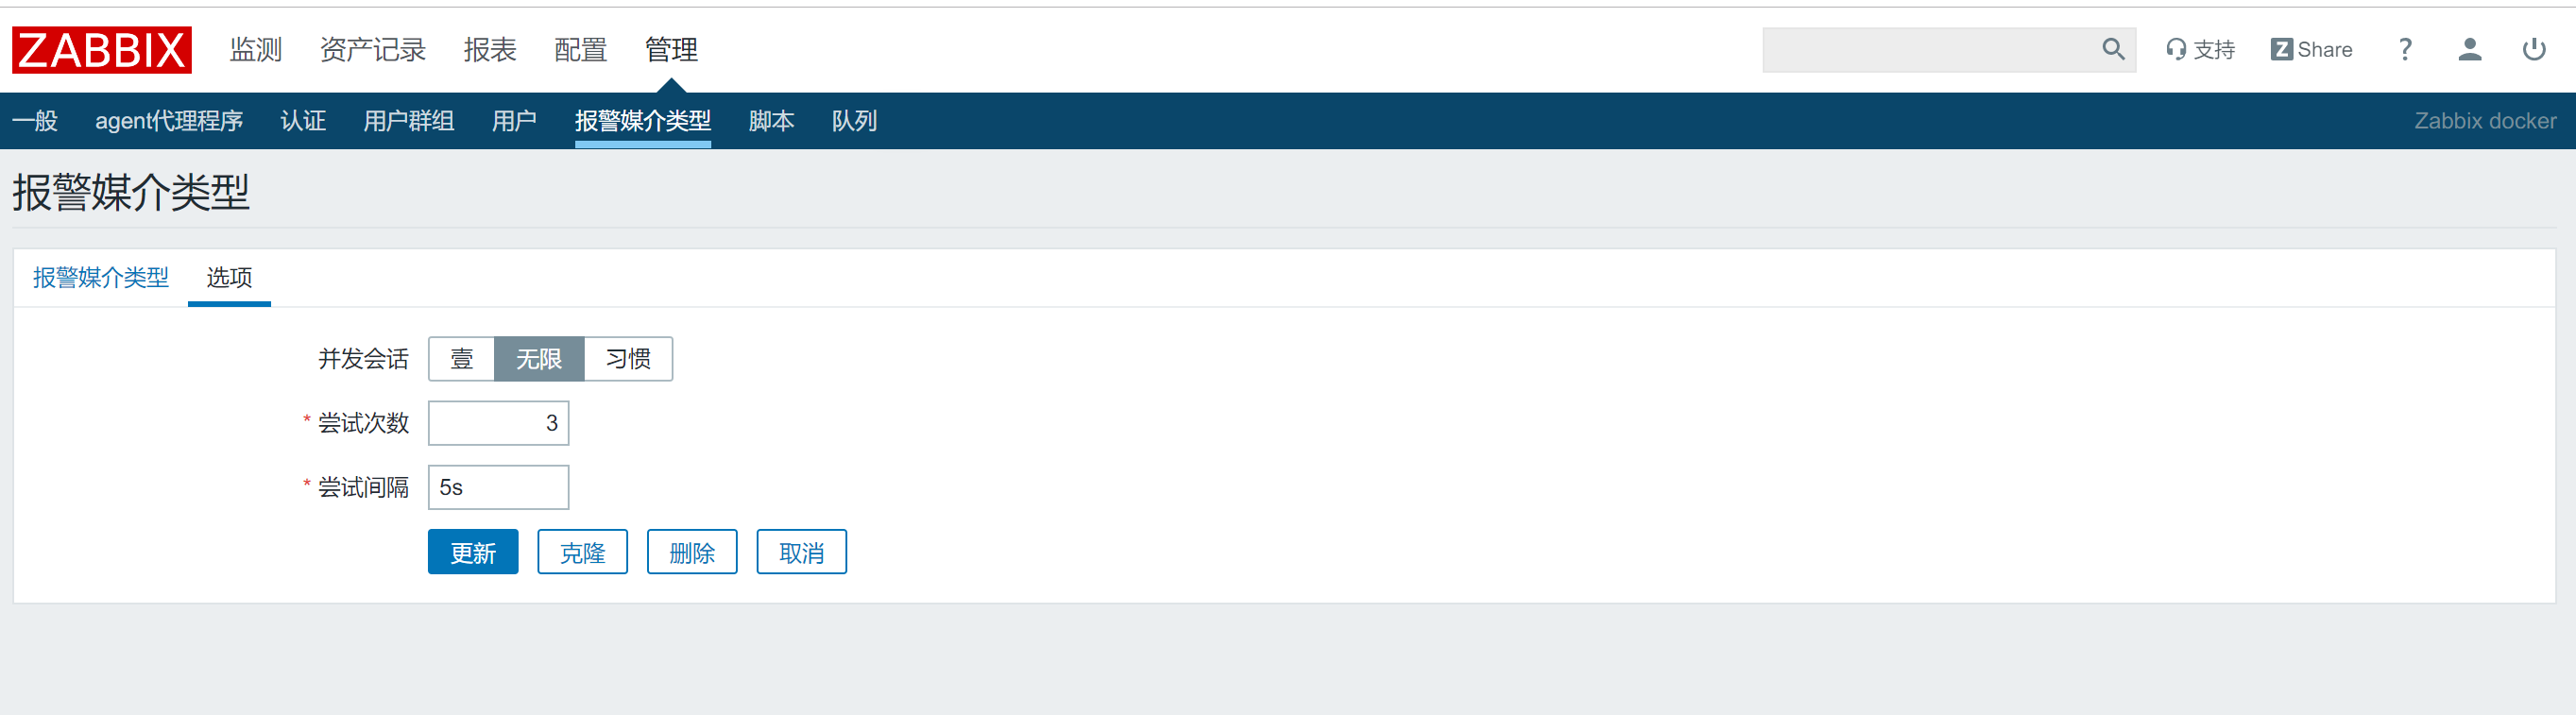 ZABBIX 监测 资产记录 报表 配置 管理 支持 Z Share ?
一般 agent代理程序 认证 用户群组 用户 报警媒介类型 脚本 队列 Zabbix docker
报警媒介类型
报警媒介类型 选项
并发会话 壹 无限 习惯
* 尝试次数 3
* 尝试间隔 5s
更新 克隆 删除 取消